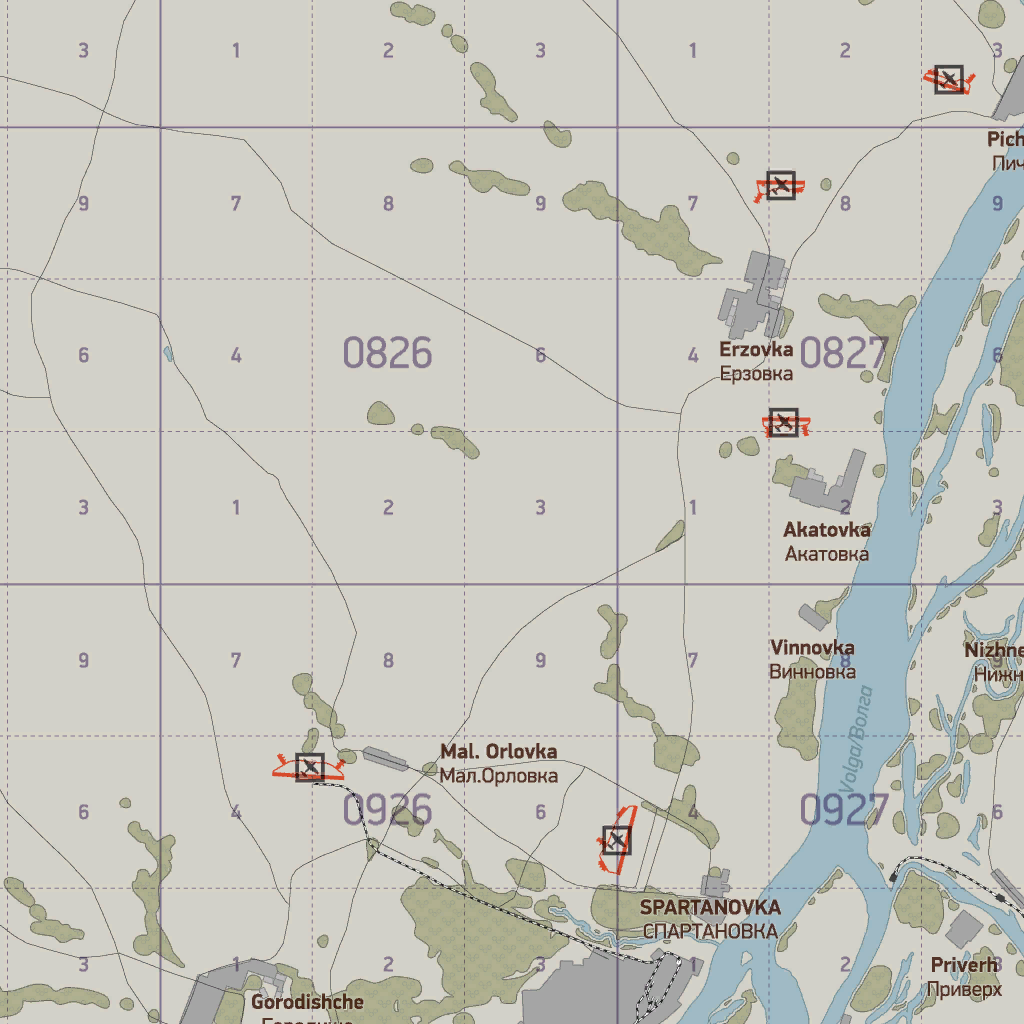 3 1 2 3 1 2 3
Pich
Пич
9 7 9 7 8 9
6 4 0826 6 4 0827 6
Erzovka
Ерзовка
3 1 2 3 1 2 3
Akatovka
Акатовка
9 7 8 9 7 8 9
Vinnovka
Винновка
Nizhne
Нижн
Volga/Волга
Mal. Orlovka
Мал.Орловка
6 4 0926 6 4 0927 6
SPARTANOVKA
СПАРТАНОВКА
3 1 2 3 1 2 3
Priverh
Приверх
Gorodishche